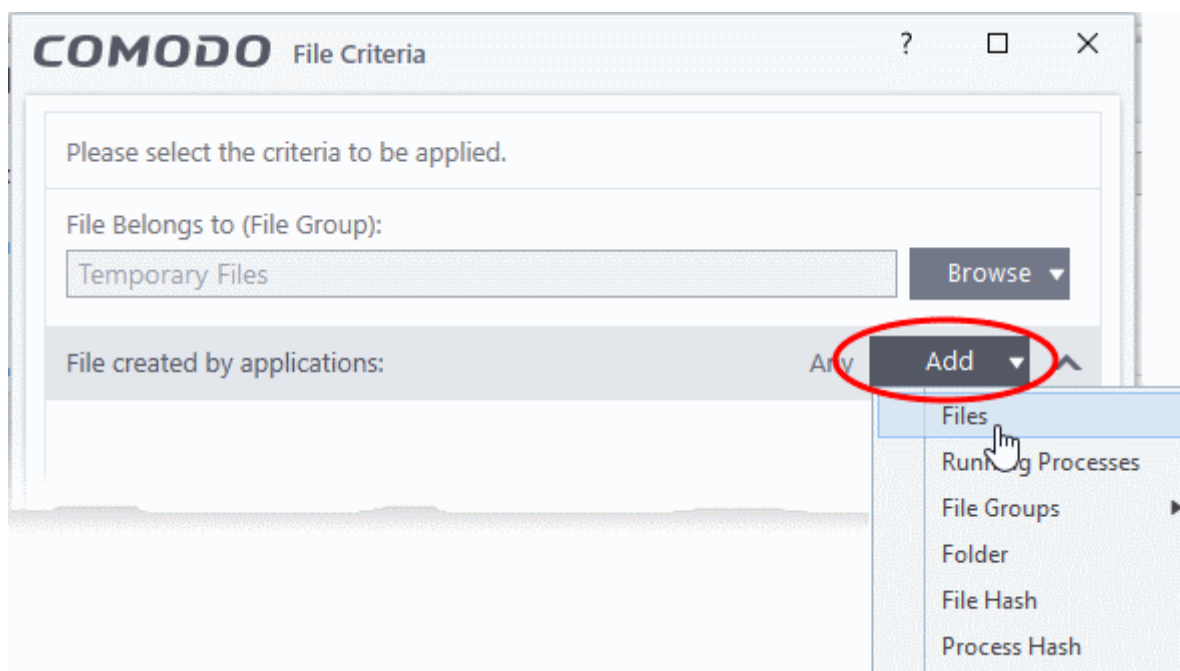 COMODO File Criteria ?
Please select the criteria to be applied.
File Belongs to (File Group):
Temporary Files Browse
File created by applications: Any Add
Files
Running Processes
File Groups
Folder
File Hash
Process Hash